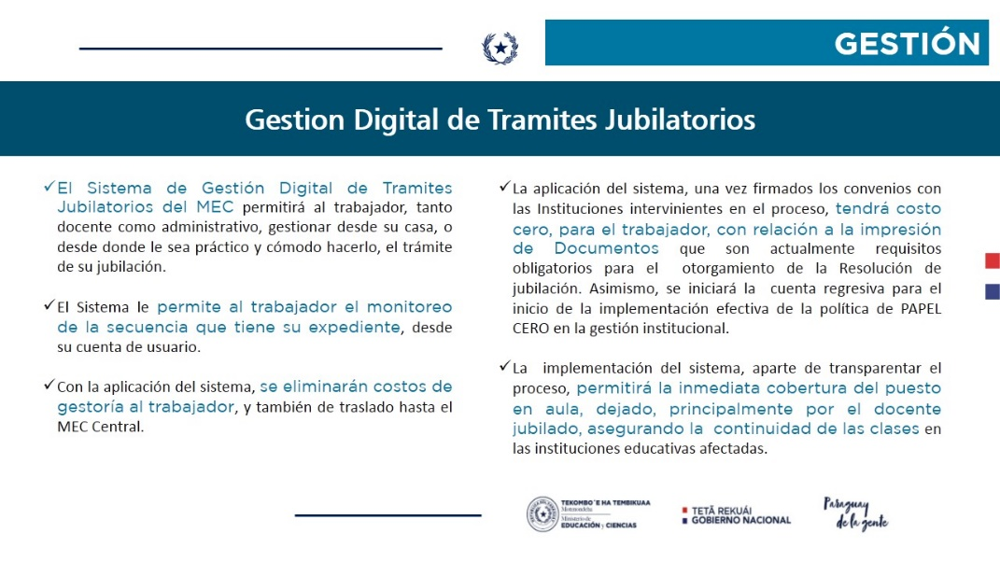 GESTIÓN
Gestion Digital de Tramites Jubilatorios
✓El Sistema de Gestión Digital de Tramites
Jubilatorios del MEC permitirá al trabajador, tanto
docente como administrativo, gestionar desde su casa, o
desde donde le sea práctico y cómodo hacerlo, el trámite
de su jubilación.
✓El Sistema le permite al trabajador el monitoreo
de la secuencia que tiene su expediente, desde
su cuenta de usuario.
✓Con la aplicación del sistema, se eliminarán costos de
gestoría al trabajador, y también de traslado hasta el
MEC Central.
✓La aplicación del sistema, una vez firmados los convenios con
las Instituciones intervinientes en el proceso, tendrá costo
cero, para el trabajador, con relación a la impresión
de Documentos que son actualmente requisitos
obligatorios para el otorgamiento de la Resolución de
jubilación. Asimismo, se iniciará la cuenta regresiva para el
inicio de la implementación efectiva de la política de PAPEL
CERO en la gestión institucional.
✓La implementación del sistema, aparte de transparentar el
proceso, permitirá la inmediata cobertura del puesto
en aula, dejado, principalmente por el docente
jubilado, asegurando la continuidad de las clases en
las instituciones educativas afectadas.
TEKOMBO'E HA TEMBIKUAA
Motenondeha
Ministerio de
EDUCACIÓN y CIENCIAS
TETÃ REKUÁI
GOBIERNO NACIONAL
Paraguay
de la gente